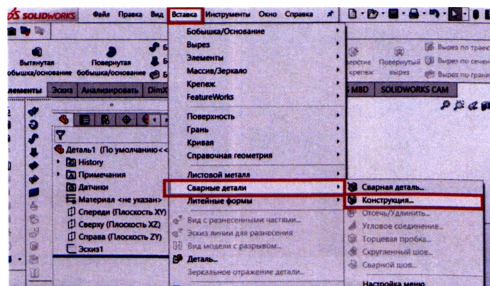 SOLIDWORKS Файл Правка Вид Вставка Инструменты Окно Справка
Вытянутая бобышка/основание
Повернутая бобышка/основание
Повернутый вырез
крепеж
Вырез по сечен
Вырез по грани
Эскиз Анализировать DimX
MBD SOLIDWORKS CAM
Деталь1 (По умолчанию<<
History
Примечания
Датчики
Материал <не указан>
Спереди (Плоскость XY)
Сверху (Плоскость XZ)
Справа (Плоскость ZY)
Эскиз1
Бобышка/Основание
Вырез
Элементы
Массив/Зеркало
Крепеж
FeatureWorks
Поверхность
Грань
Кривая
Справочная геометрия
Листовой металл
Сварные детали
Литейные формы
Вид с разнесенными частями...
Эскиз линии для разнесения
Вид модели с разрывом...
Деталь...
Зеркальное отражение детали...
Сварная деталь...
Конструкция...
Отсечь/Удлинить...
Угловое соединение...
Торцевая пробка...
Скругленный шов...
Сварной шов...
Настройка меню